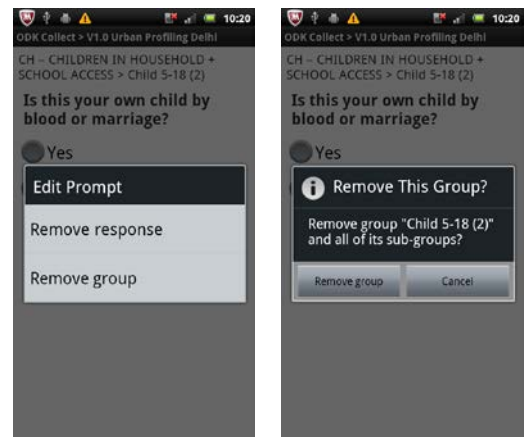 10:20
ODK Collect > V1.0 Urban Profiling Delhi
CH – CHILDREN IN HOUSEHOLD +
SCHOOL ACCESS > Child 5-18 (2)
Is this your own child by
blood or marriage?
Yes
Edit Prompt
Remove response
Remove group
10:20
ODK Collect > V1.0 Urban Profiling Delhi
CH – CHILDREN IN HOUSEHOLD +
SCHOOL ACCESS > Child 5-18 (2)
Is this your own child by
blood or marriage?
Yes
Remove This Group?
Remove group "Child 5-18 (2)"
and all of its sub-groups?
Remove group
Cancel